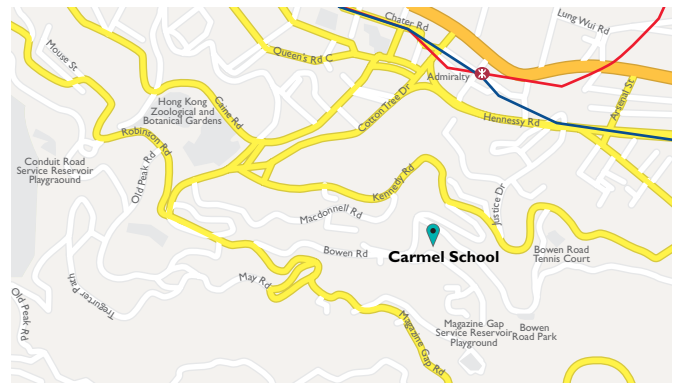 Lung Wui Rd
Chater Rd
Mouse St
Queen's Rd C
Admiralty
Arsenal St
Hong Kong
Zoological and
Botanical Gardens
Caine Rd
Cotton Tree Dr
Hennessy Rd
Robinson Rd
Conduit Road
Service Reservoir
Playgraound
Old Peak Rd
Kennedy Rd
Justice Dr
Macdonnell Rd
Bowen Rd
Carmel School
Bowen Road
Tennis Court
May Rd
Tregunter Path
Old Peak Rd
Magazine Gap Rd
Magazine Gap
Service Reservoir
Playground
Bowen
Road Park